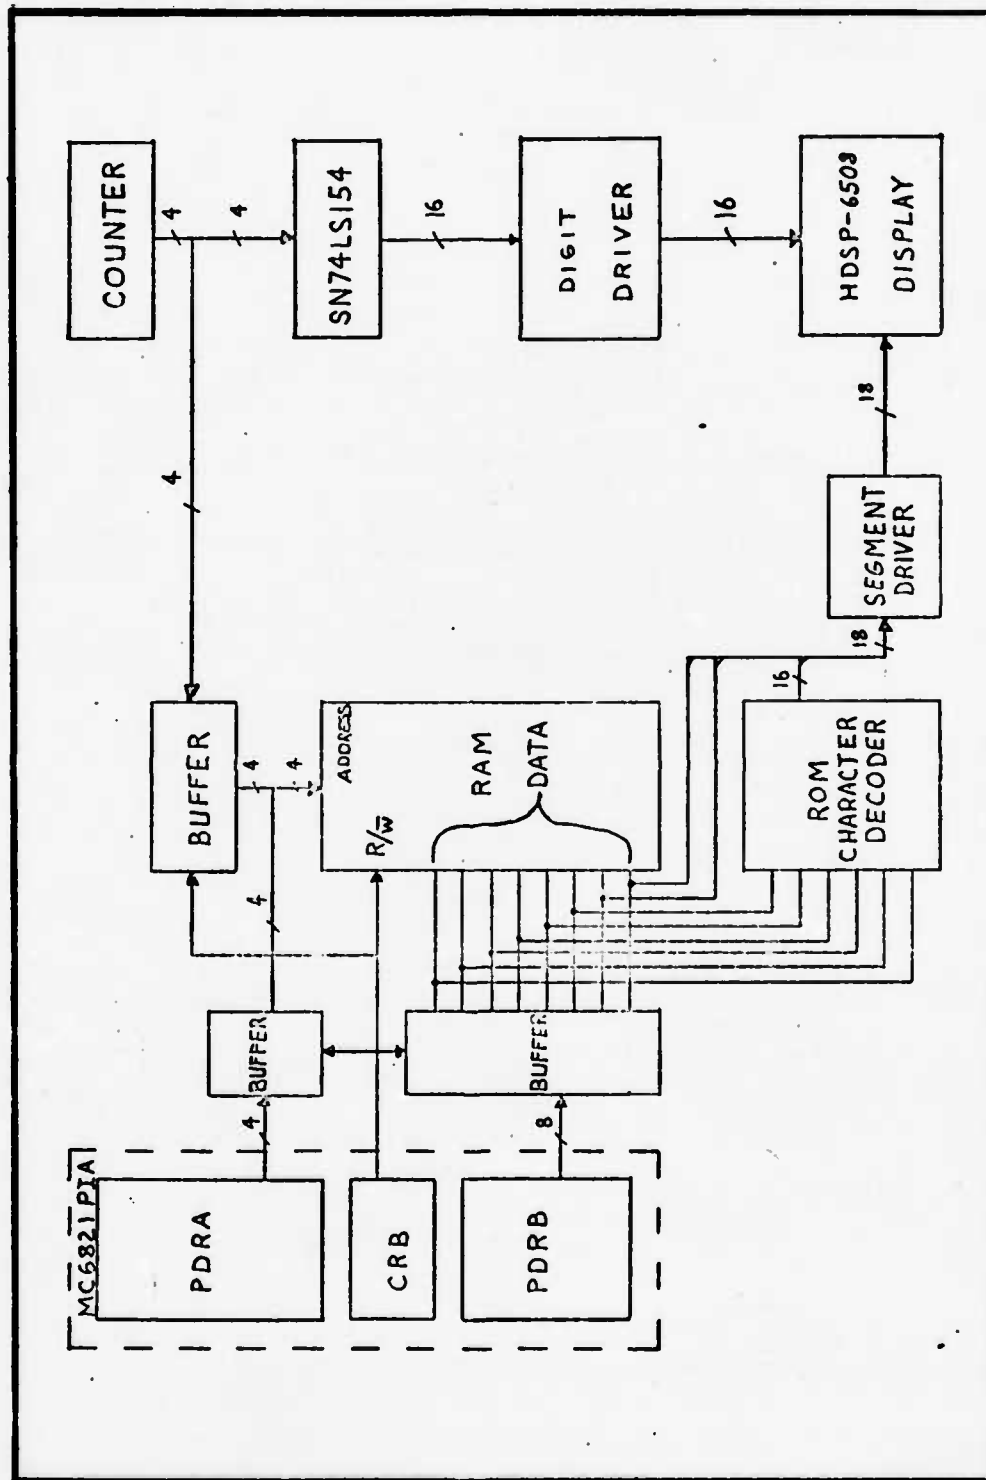 MC6821 PIA
PDRA
CRB
PDRB
4
8
BUFFER
BUFFER
4
BUFFER
4
4
4
ADDRESS
R/W̅
RAM
DATA
ROM
CHARACTER
DECODER
16
18
SEGMENT
DRIVER
18
COUNTER
4
4
SN74LS154
16
DIGIT
DRIVER
16
HDSP-6508
DISPLAY